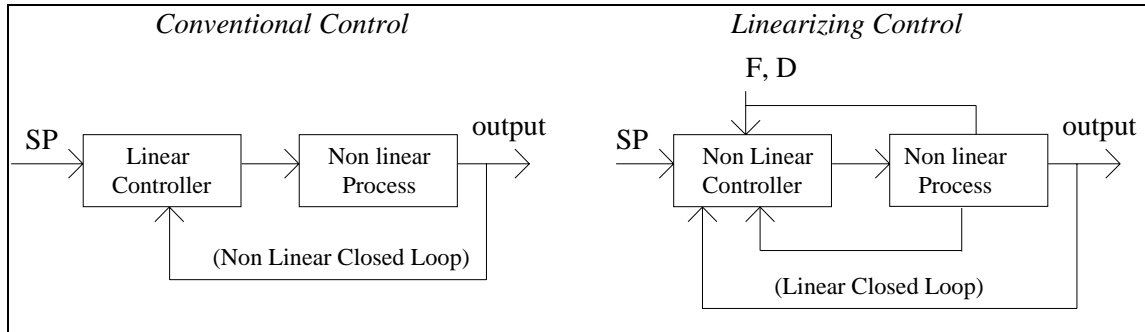 Conventional Control
SP
Linear
Controller
Non linear
Process
output
(Non Linear Closed Loop)
Linearizing Control
F, D
SP
Non Linear
Controller
Non linear
Process
output
(Linear Closed Loop)